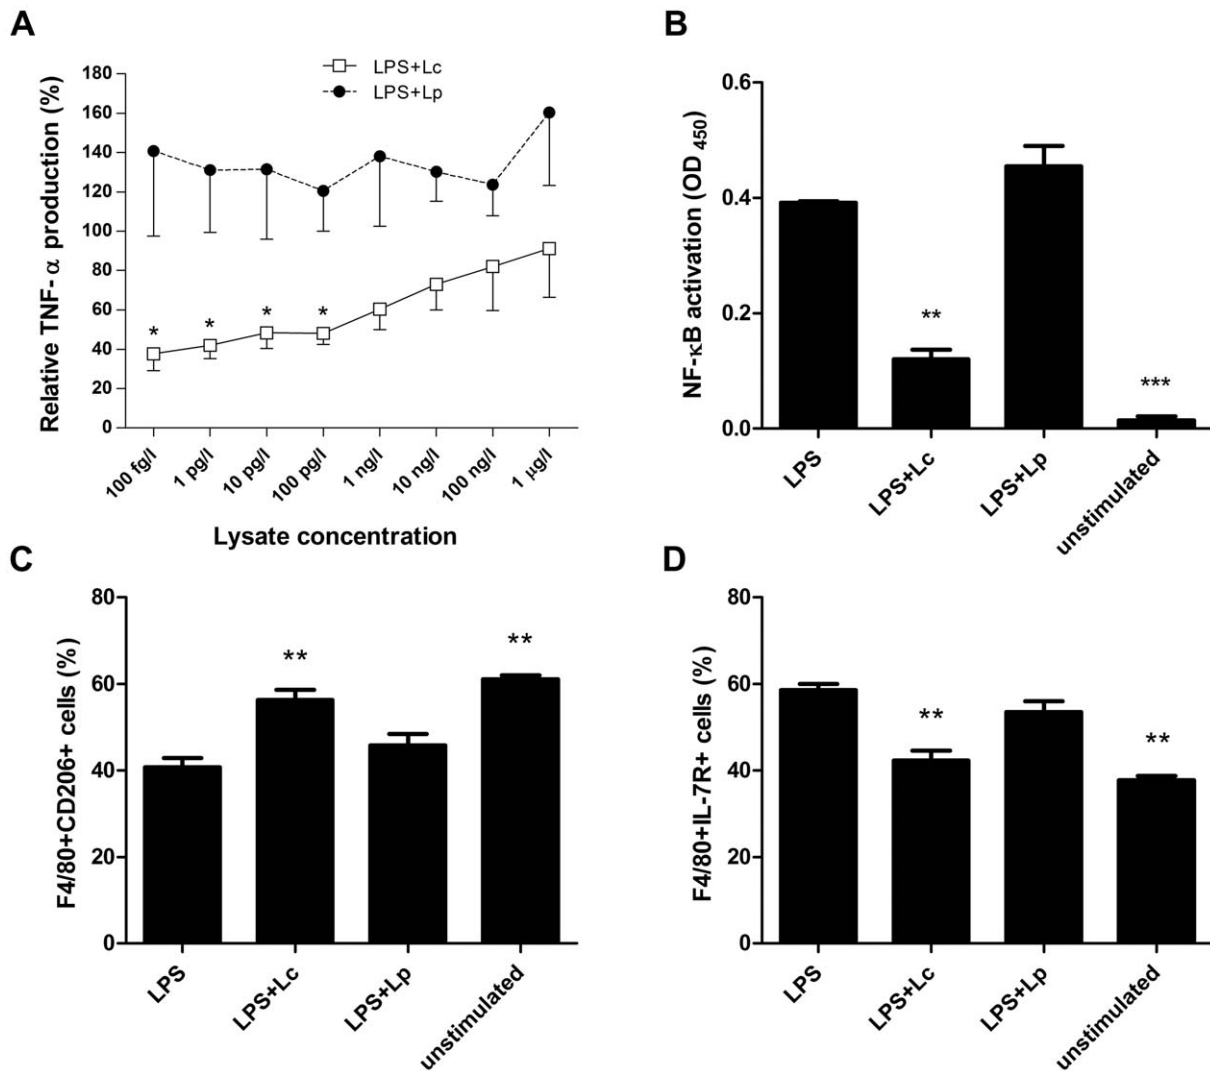 A
LPS+Lc
LPS+Lp
Relative TNF- α production (%)
180
160
140
120
100
80
60
40
20
0
* * * *
100 fg/l 1 pg/l 10 pg/l 100 pg/l 1 ng/l 10 ng/l 100 ng/l 1 μg/l
Lysate concentration
B
NF-κB activation (OD 450)
0.6
0.4
0.2
0.0
**
***
LPS LPS+Lc LPS+Lp unstimulated
C
F4/80+CD206+ cells (%)
80
60
40
20
0
** **
LPS LPS+Lc LPS+Lp unstimulated
D
F4/80+IL-7R+ cells (%)
80
60
40
20
0
** **
LPS LPS+Lc LPS+Lp unstimulated